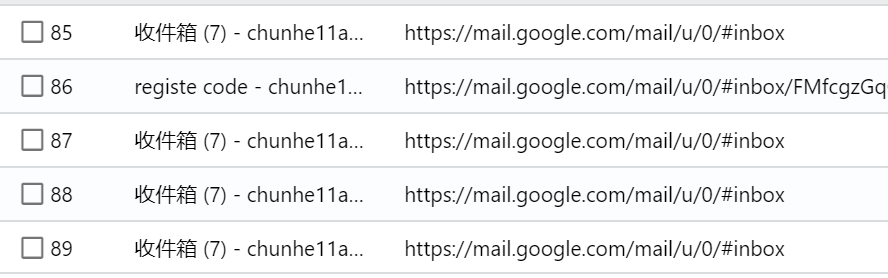 85 收件箱 (7) - chunhe11a... https://mail.google.com/mail/u/0/#inbox
86 registe code - chunhe1... https://mail.google.com/mail/u/0/#inbox/FMfcgzGq
87 收件箱 (7) - chunhe11a... https://mail.google.com/mail/u/0/#inbox
88 收件箱 (7) - chunhe11a... https://mail.google.com/mail/u/0/#inbox
89 收件箱 (7) - chunhe11a... https://mail.google.com/mail/u/0/#inbox